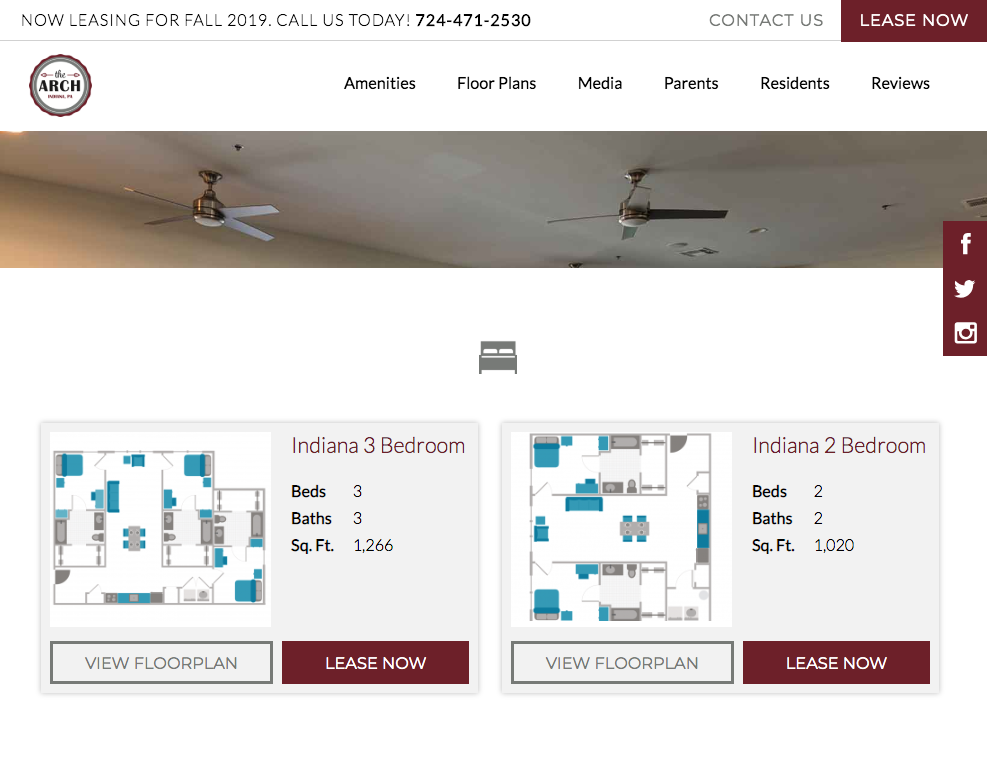 NOW LEASING FOR FALL 2019. CALL US TODAY! 724-471-2530
CONTACT US
LEASE NOW
the
ARCH
INDIANA, PA
Amenities
Floor Plans
Media
Parents
Residents
Reviews
Indiana 3 Bedroom
Beds 3
Baths 3
Sq. Ft. 1,266
VIEW FLOORPLAN
LEASE NOW
Indiana 2 Bedroom
Beds 2
Baths 2
Sq. Ft. 1,020
VIEW FLOORPLAN
LEASE NOW